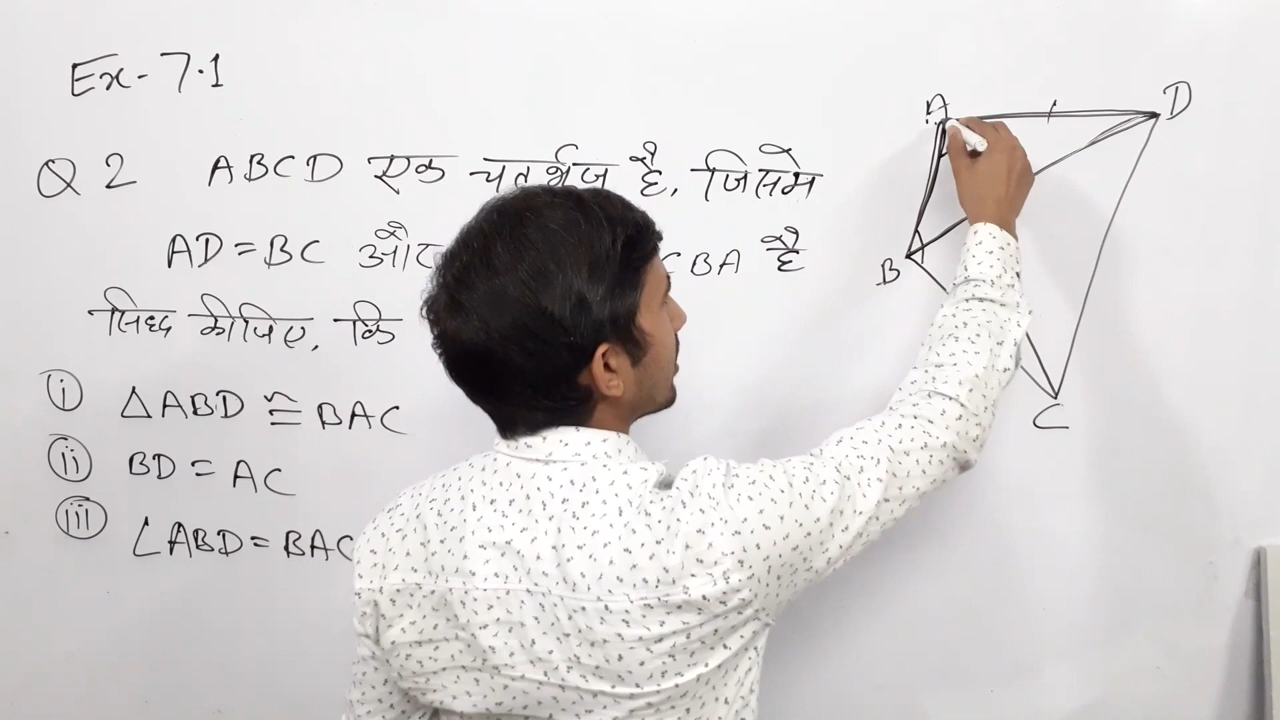 Ex- 7.1
Q 2 ABCD एक चतुर्भुज है, जिसमे
AD = BC और CBA है
सिध्द कीजिए, कि
(i) △ABD ≅ BAC
(ii) BD = AC
(iii) ∠ABD = BAC
A
D
B
C